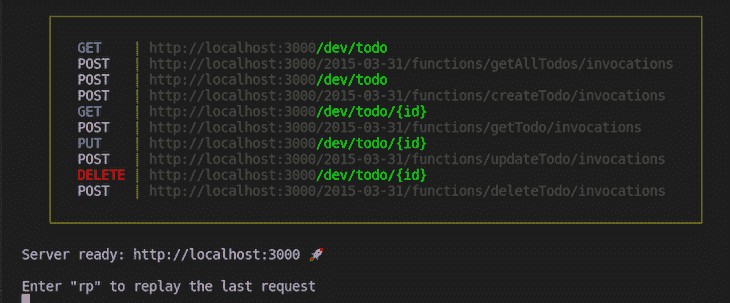 GET | http://localhost:3000/dev/todo
POST | http://localhost:3000/2015-03-31/functions/getAllTodos/invocations
POST | http://localhost:3000/dev/todo
POST | http://localhost:3000/2015-03-31/functions/createTodo/invocations
GET | http://localhost:3000/dev/todo/{id}
POST | http://localhost:3000/2015-03-31/functions/getTodo/invocations
PUT | http://localhost:3000/dev/todo/{id}
POST | http://localhost:3000/2015-03-31/functions/updateTodo/invocations
DELETE | http://localhost:3000/dev/todo/{id}
POST | http://localhost:3000/2015-03-31/functions/deleteTodo/invocations
Server ready: http://localhost:3000 🚀
Enter "rp" to replay the last request